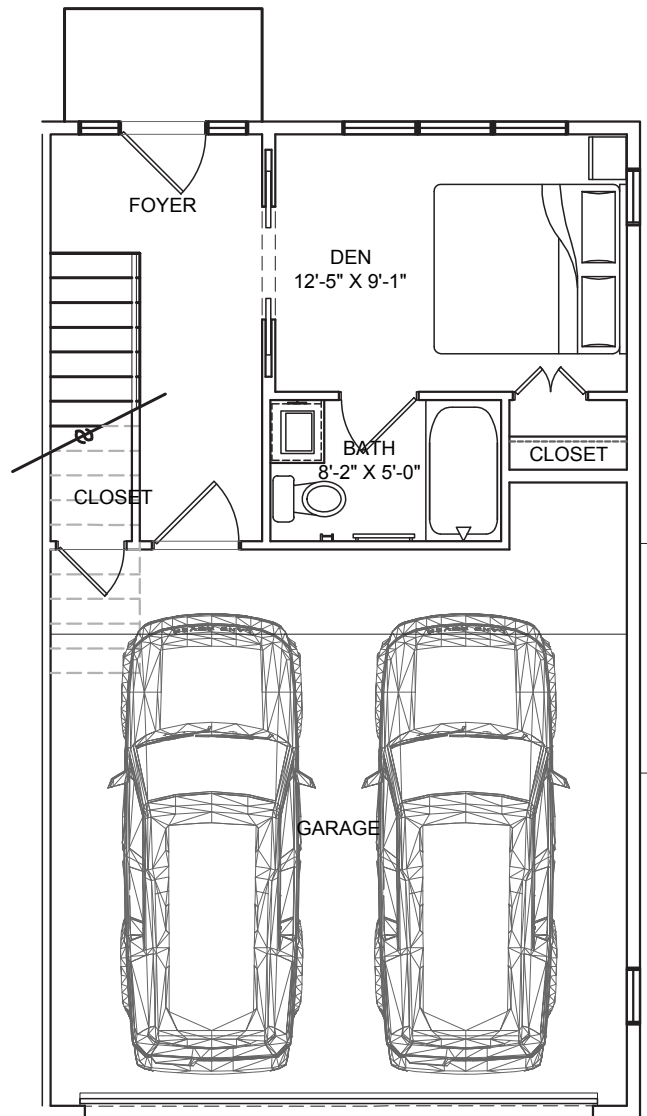 FOYER
DEN
12'-5" X 9'-1"
BATH
8'-2" X 5'-0"
CLOSET
CLOSET
GARAGE